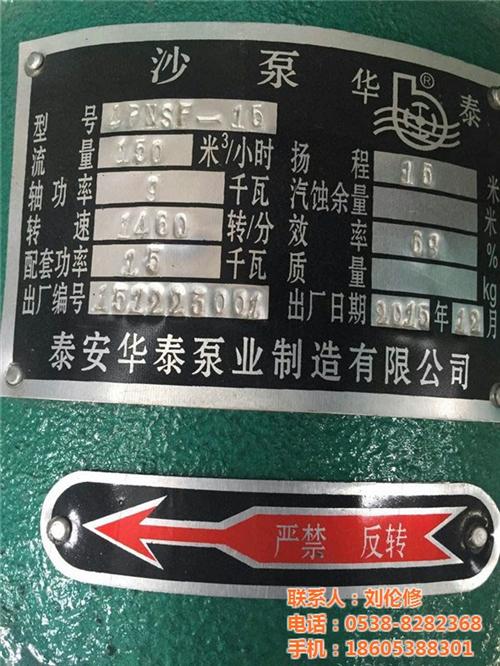 沙泵 华泰
®
型号 4PNSF-15 扬程 15 米
流量 150 米³/小时 汽蚀余量 米
轴功率 9 千瓦 效率 69 %
转速 1460 转/分 质量 kg
配套功率 15 千瓦
出厂编号 151223001 出厂日期 2015年12月
泰安华泰泵业制造有限公司
严禁 反转
联系人：刘伦修
电话：0538-8282368
手机：18605388301